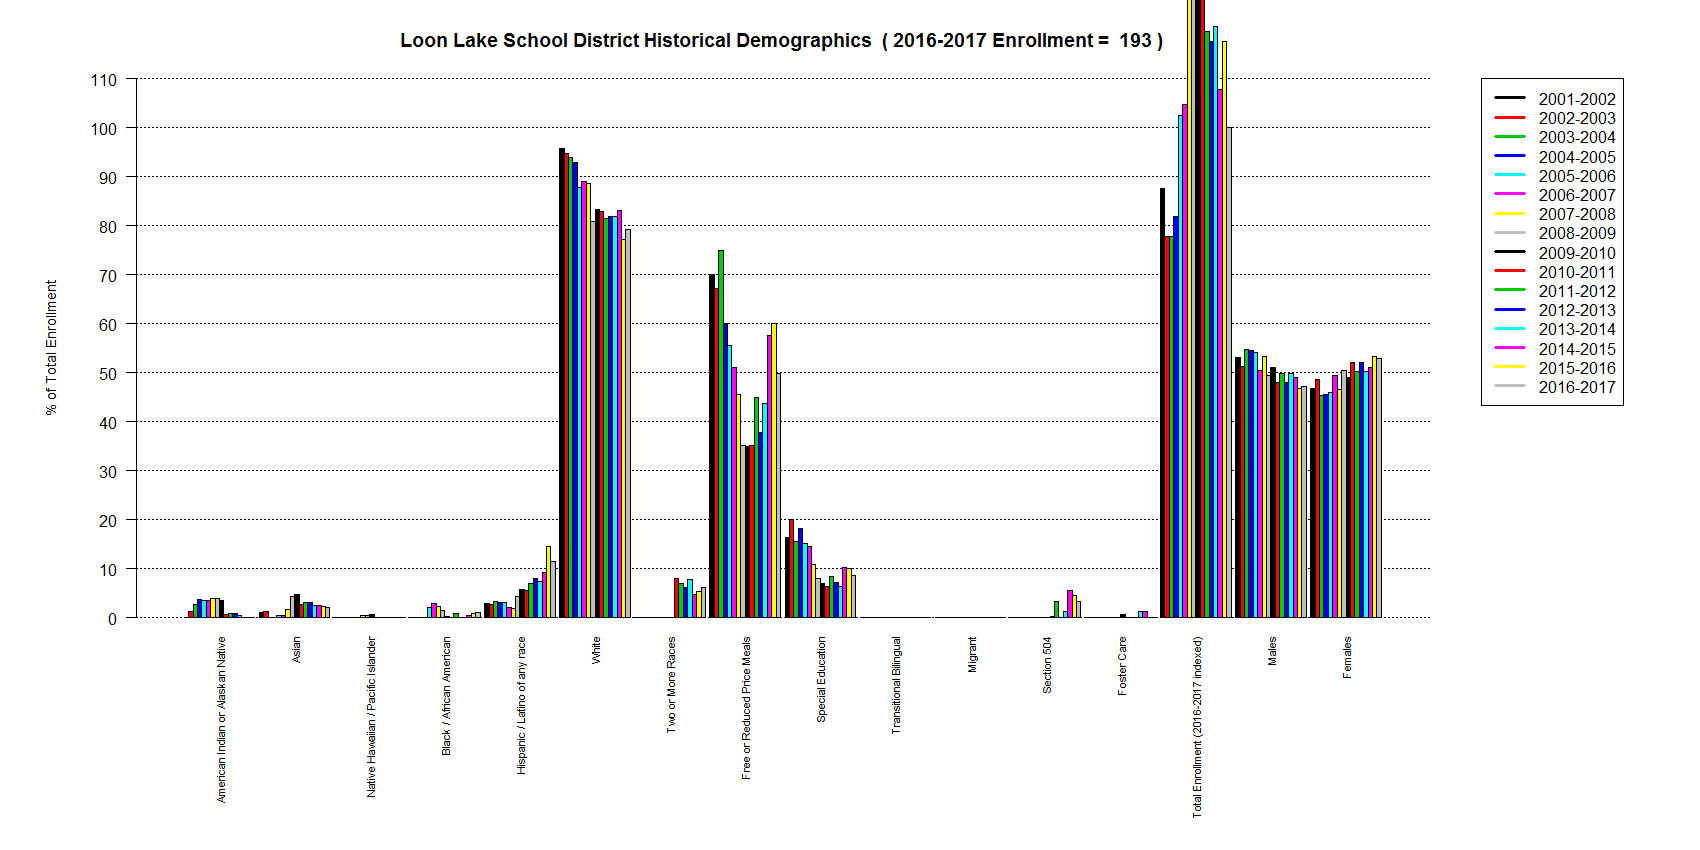 Loon Lake School District Historical Demographics ( 2016-2017 Enrollment = 193 )
% of Total Enrollment
110
100
90
80
70
60
50
40
30
20
10
0
American Indian or Alaskan Native
Asian
Native Hawaiian / Pacific Islander
Black / African American
Hispanic / Latino of any race
White
Two or More Races
Free or Reduced Price Meals
Special Education
Transitional Bilingual
Migrant
Section 504
Foster Care
Total Enrollment (2016-2017 indexed)
Males
Females
2001-2002
2002-2003
2003-2004
2004-2005
2005-2006
2006-2007
2007-2008
2008-2009
2009-2010
2010-2011
2011-2012
2012-2013
2013-2014
2014-2015
2015-2016
2016-2017